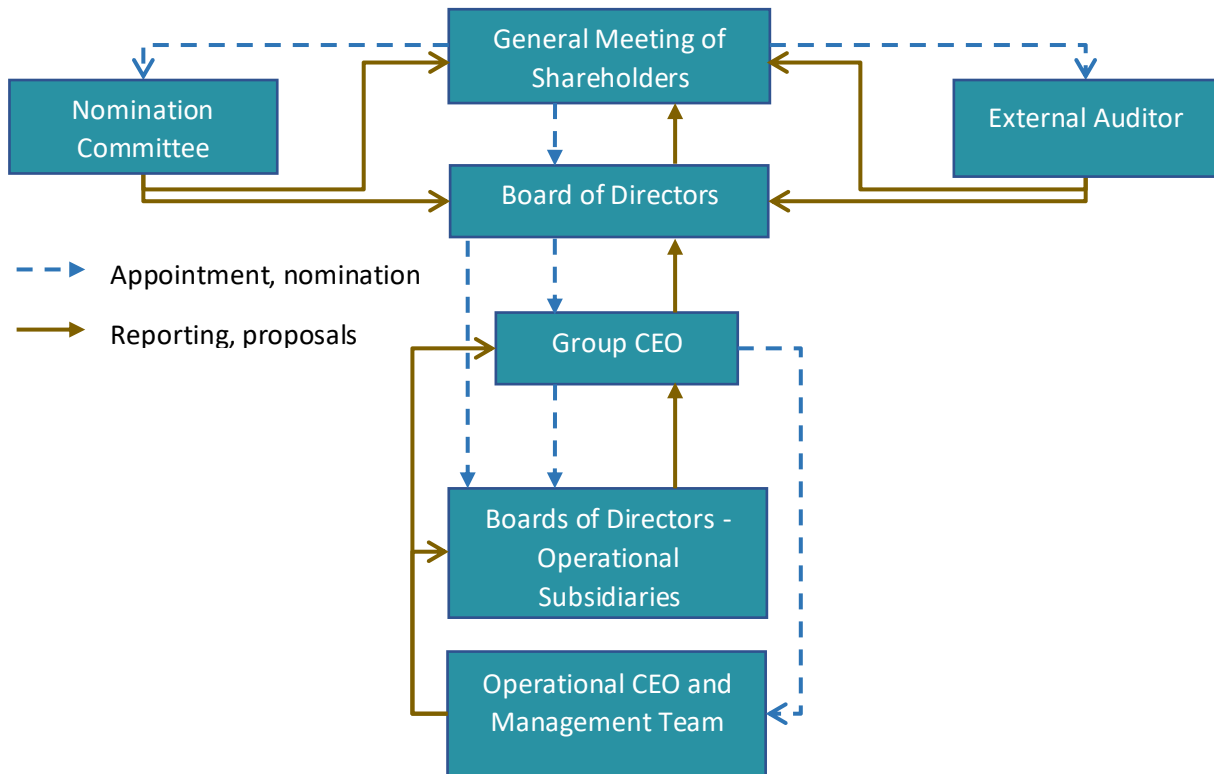 General Meeting of
Shareholders
Nomination
Committee
External Auditor
Board of Directors
Appointment, nomination
Reporting, proposals
Group CEO
Boards of Directors -
Operational
Subsidiaries
Operational CEO and
Management Team